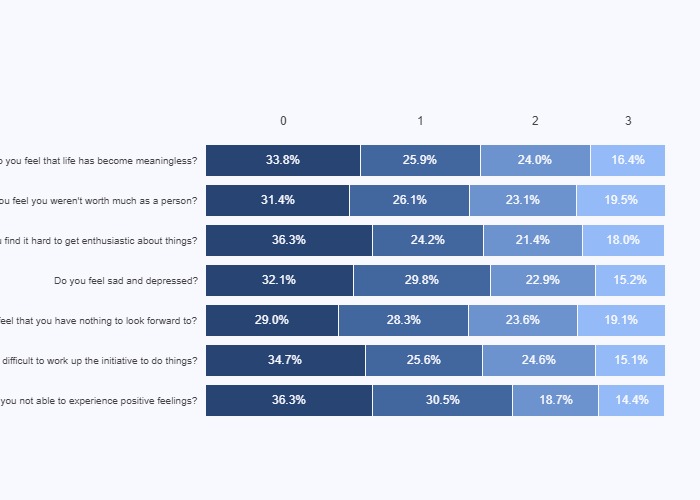 0 1 2 3
you feel that life has become meaningless? 33.8% 25.9% 24.0% 16.4%
you feel you weren't worth much as a person? 31.4% 26.1% 23.1% 19.5%
find it hard to get enthusiastic about things? 36.3% 24.2% 21.4% 18.0%
Do you feel sad and depressed? 32.1% 29.8% 22.9% 15.2%
feel that you have nothing to look forward to? 29.0% 28.3% 23.6% 19.1%
difficult to work up the initiative to do things? 34.7% 25.6% 24.6% 15.1%
you not able to experience positive feelings? 36.3% 30.5% 18.7% 14.4%